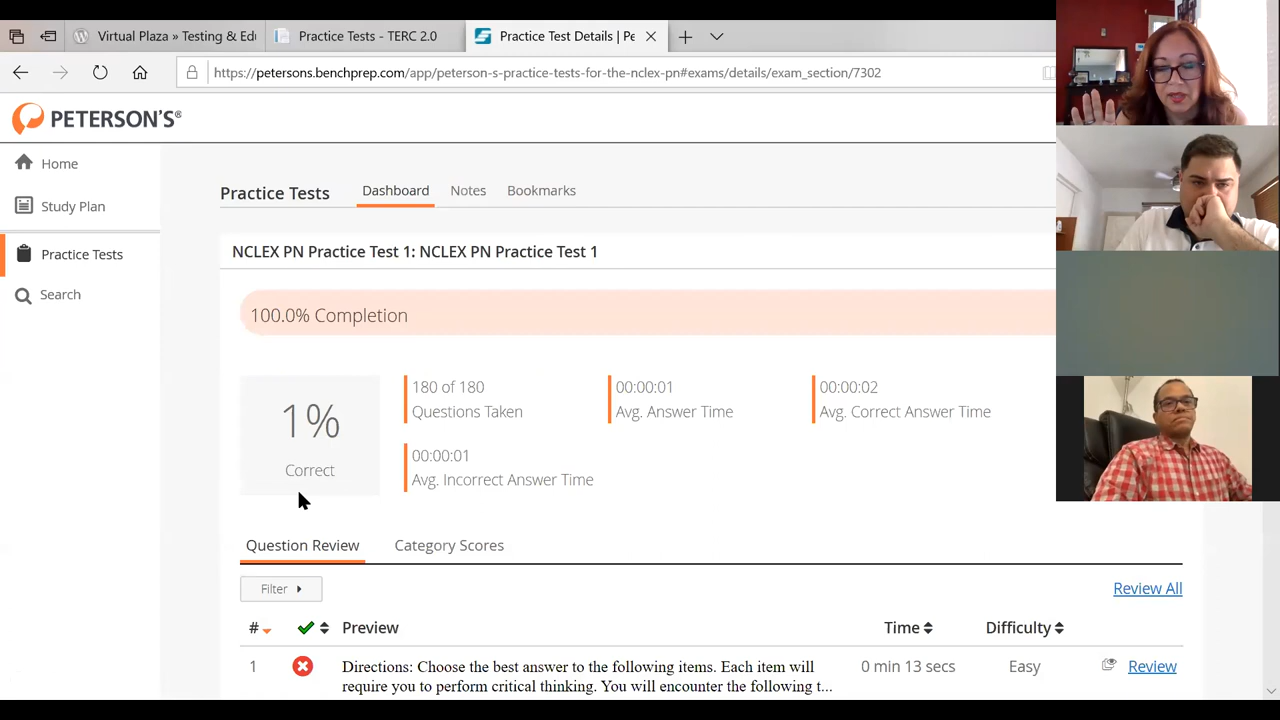 Virtual Plaza » Testing & Edu
Practice Tests - TERC 2.0
Practice Test Details | Pe
https://petersons.benchprep.com/app/peterson-s-practice-tests-for-the-nclex-pn#exams/details/exam_section/7302
PETERSON'S®
Home
Study Plan
Practice Tests
Search
Practice Tests Dashboard Notes Bookmarks
NCLEX PN Practice Test 1: NCLEX PN Practice Test 1
100.0% Completion
1%
Correct
180 of 180
Questions Taken
00:00:01
Avg. Answer Time
00:00:02
Avg. Correct Answer Time
00:00:01
Avg. Incorrect Answer Time
Question Review Category Scores
Filter
Review All
# Preview Time Difficulty
1 Directions: Choose the best answer to the following items. Each item will 0 min 13 secs Easy Review
require you to perform critical thinking. You will encounter the following t...